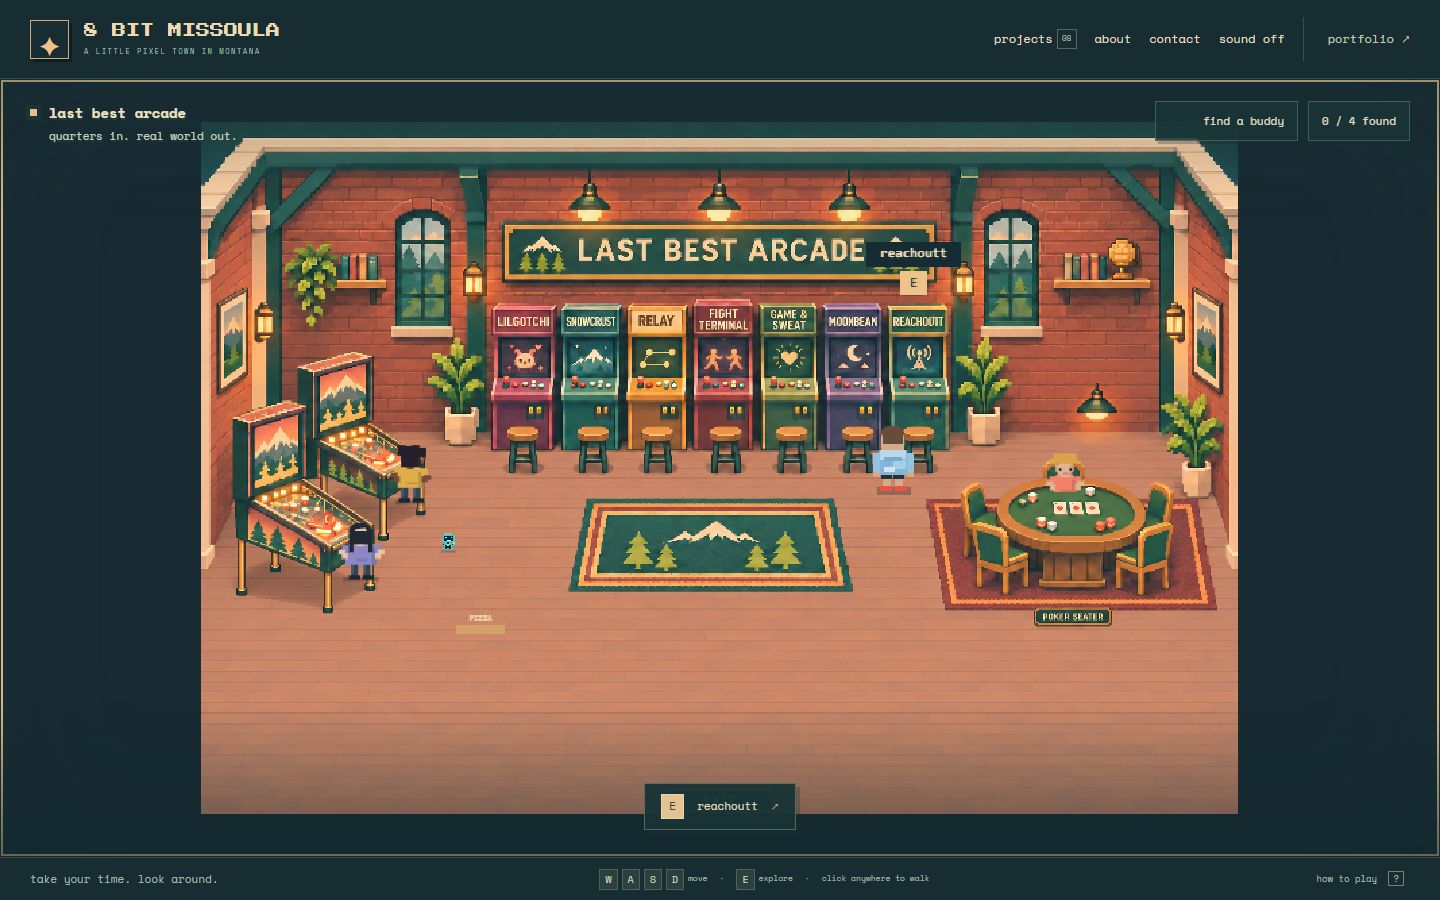 & BIT MISSOULA
A LITTLE PIXEL TOWN IN MONTANA
projects 08 about contact sound off portfolio ↗
last best arcade
quarters in. real world out.
find a buddy
0 / 4 found
LAST BEST ARCADE
reachoutt
E
LILGOTCHI
SNOWCRUST
RELAY
FIGHT TERMINAL
GAME & SWEAT
MOONBEAN
REACHOUTT
PIZZA
POKER SEATER
E reachoutt ↗
take your time. look around.
W A S D move · E explore · click anywhere to walk
how to play ?